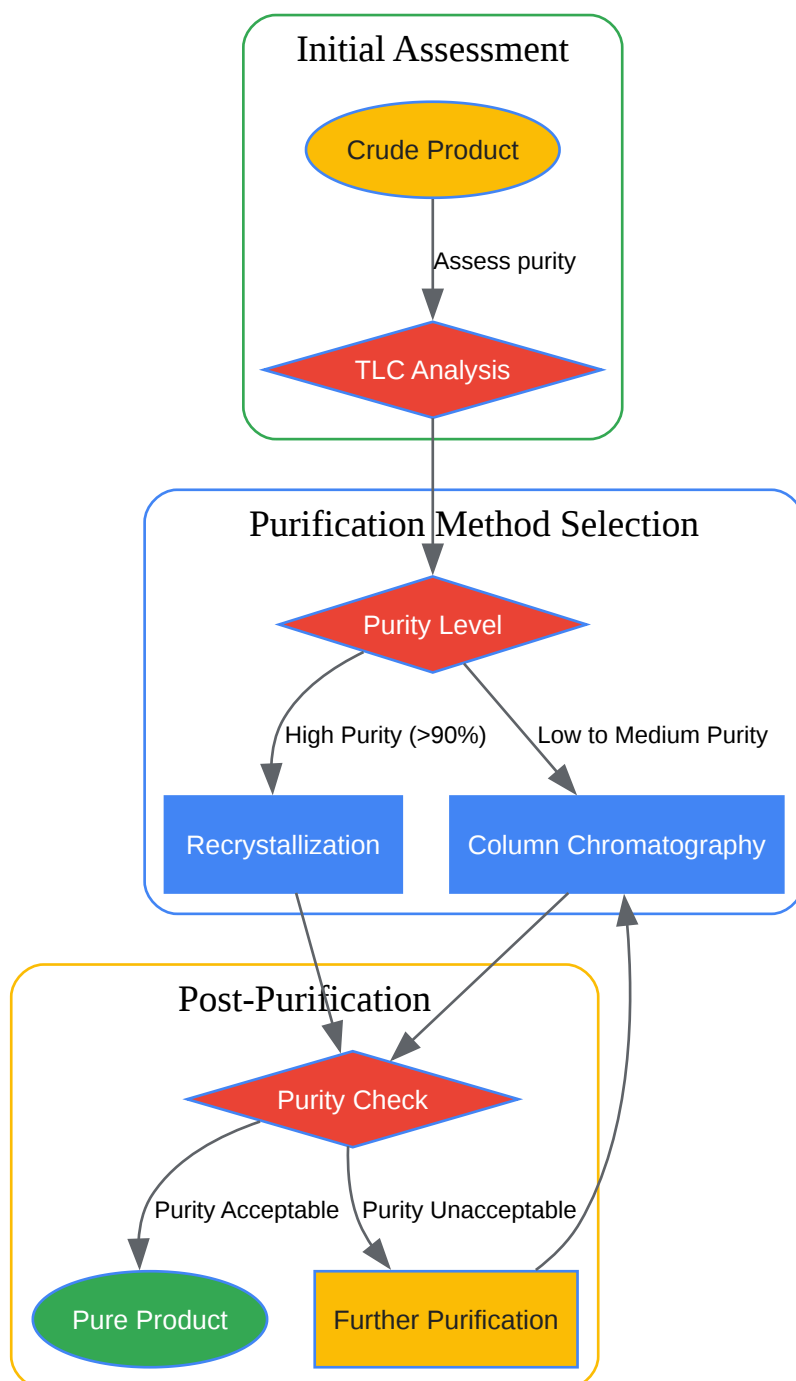 Initial Assessment
Crude Product
Assess purity
TLC Analysis
Purification Method Selection
Purity Level
High Purity (>90%)
Low to Medium Purity
Recrystallization
Column Chromatography
Post-Purification
Purity Check
Purity Acceptable
Purity Unacceptable
Pure Product
Further Purification